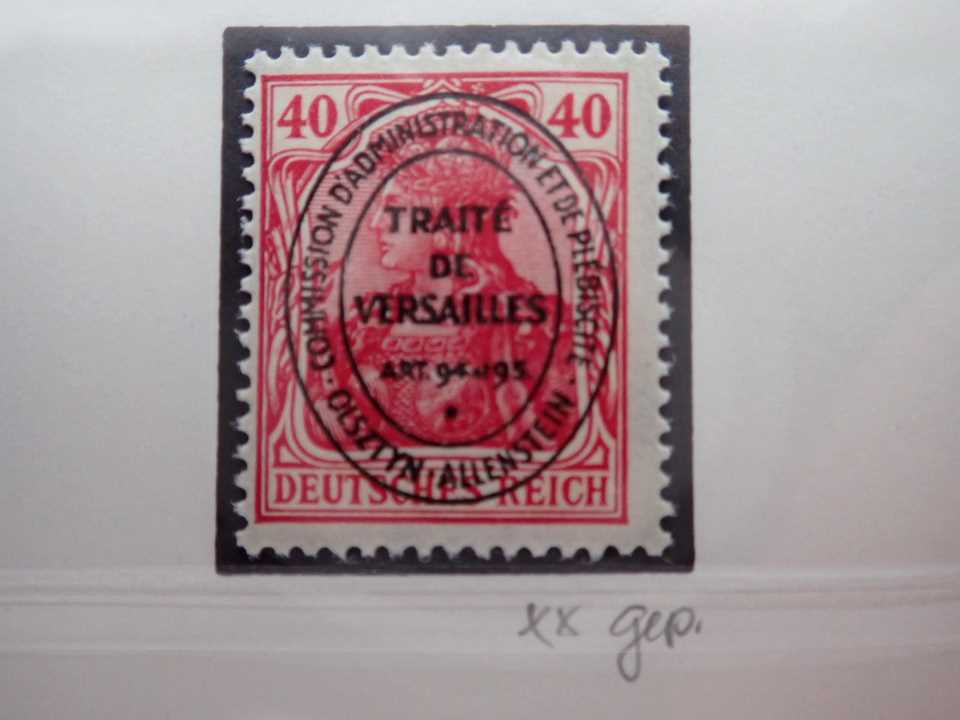 40 40
COMMISSION D'ADMINISTRATION ET DE PLÉBISCITE
TRAITÉ
DE
VERSAILLES
ART. 94 et 95
· OLSZTYN · ALLENSTEIN ·
DEUTSCHES REICH
xx gep.